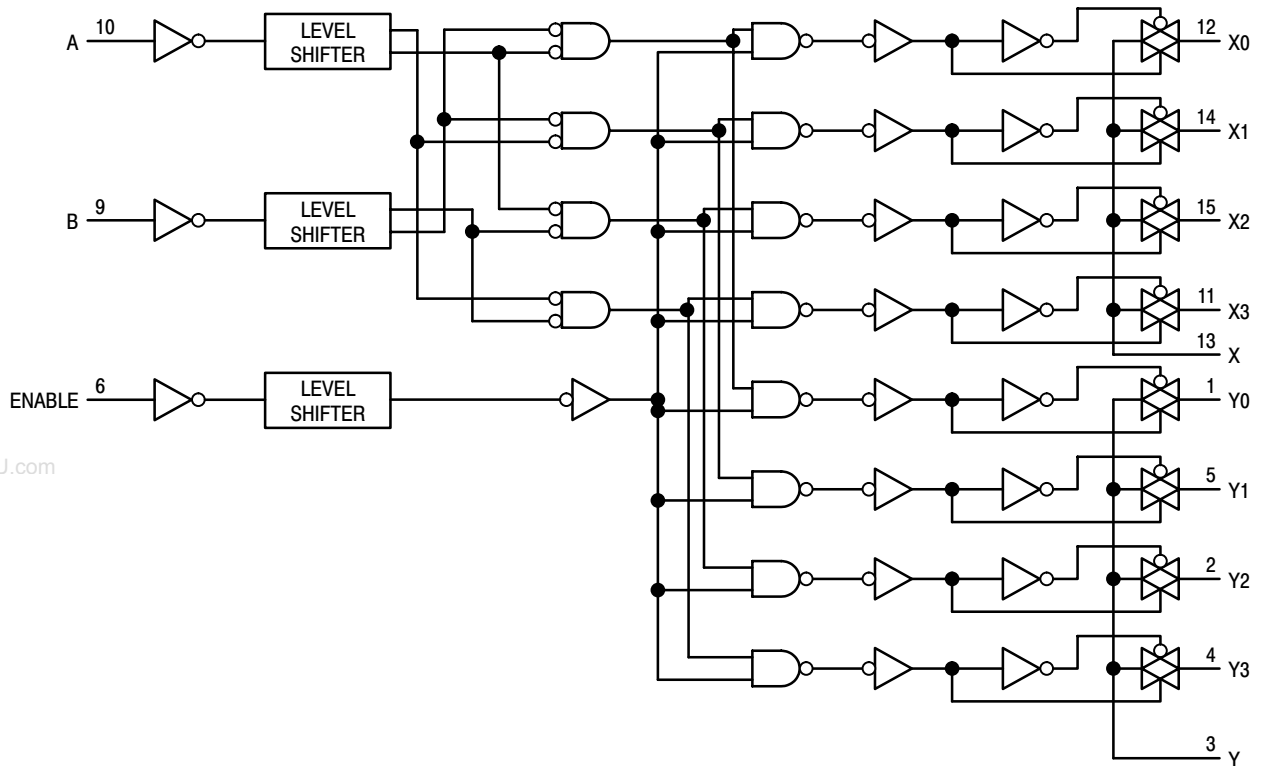 A 10 LEVEL SHIFTER 12 X0
14 X1
B 9 LEVEL SHIFTER 15 X2
11 X3
13 X
ENABLE 6 LEVEL SHIFTER 1 Y0
J.com
5 Y1
2 Y2
4 Y3
3 Y